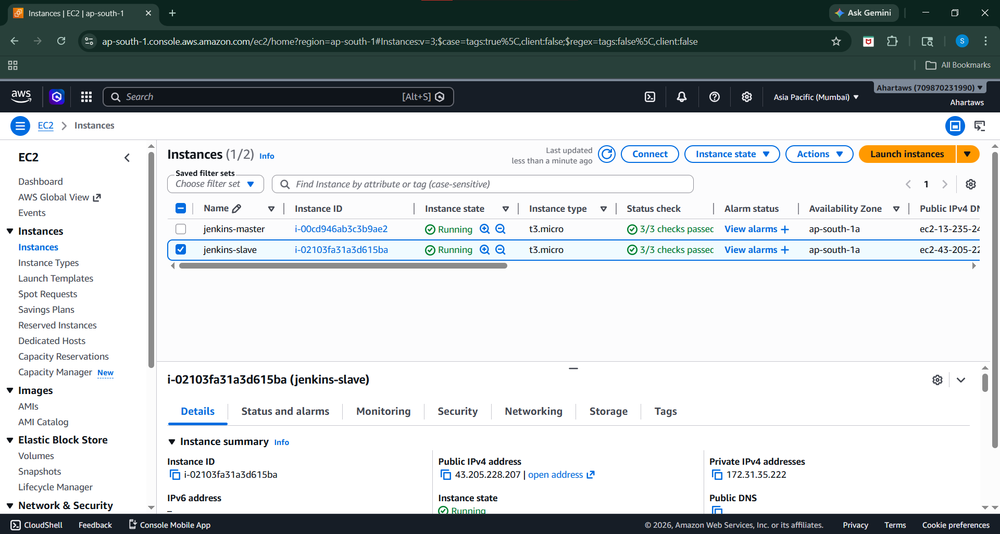 Instances | EC2 | ap-south-1
Ask Gemini
ap-south-1.console.aws.amazon.com/ec2/home?region=ap-south-1#Instances:v=3;$case=tags:true%5C,client:false;$regex=tags:false%5C,client:false
S
All Bookmarks
aws
Search
[Alt+S]
Asia Pacific (Mumbai)
Ahartaws (709870231990)
Ahartaws
EC2
Instances
EC2
Dashboard
AWS Global View
Events
Instances
Instances
Instance Types
Launch Templates
Spot Requests
Savings Plans
Reserved Instances
Dedicated Hosts
Capacity Reservations
Capacity Manager New
Images
AMIs
AMI Catalog
Elastic Block Store
Volumes
Snapshots
Lifecycle Manager
Network & Security
Instances (1/2) Info
Last updated
less than a minute ago
Connect
Instance state
Actions
Launch instances
Saved filter sets
Choose filter set
Find Instance by attribute or tag (case-sensitive)
1
Name Instance ID Instance state Instance type Status check Alarm status Availability Zone Public IPv4 DN
jenkins-master i-00cd946ab3c3b9ae2 Running t3.micro 3/3 checks passed View alarms + ap-south-1a ec2-13-235-24
jenkins-slave i-02103fa31a3d615ba Running t3.micro 3/3 checks passed View alarms + ap-south-1a ec2-43-205-22
i-02103fa31a3d615ba (jenkins-slave)
Details Status and alarms Monitoring Security Networking Storage Tags
Instance summary Info
Instance ID
i-02103fa31a3d615ba
Public IPv4 address
43.205.228.207 | open address
Private IPv4 addresses
172.31.35.222
IPv6 address
–
Instance state
Running
Public DNS
CloudShell Feedback Console Mobile App
© 2026, Amazon Web Services, Inc. or its affiliates. Privacy Terms Cookie preferences